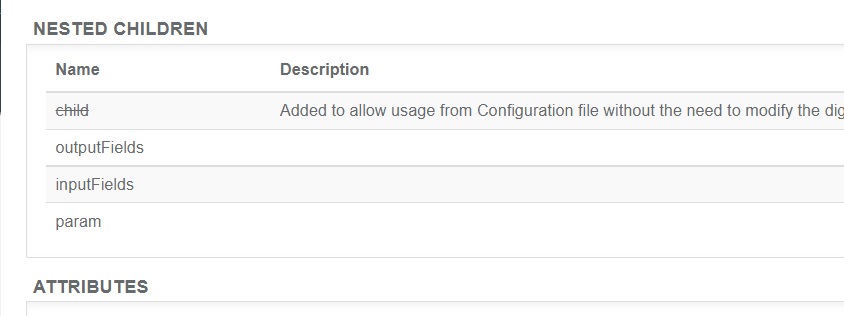 NESTED CHILDREN
Name Description
child Added to allow usage from Configuration file without the need to modify the dig
outputFields
inputFields
param
ATTRIBUTES